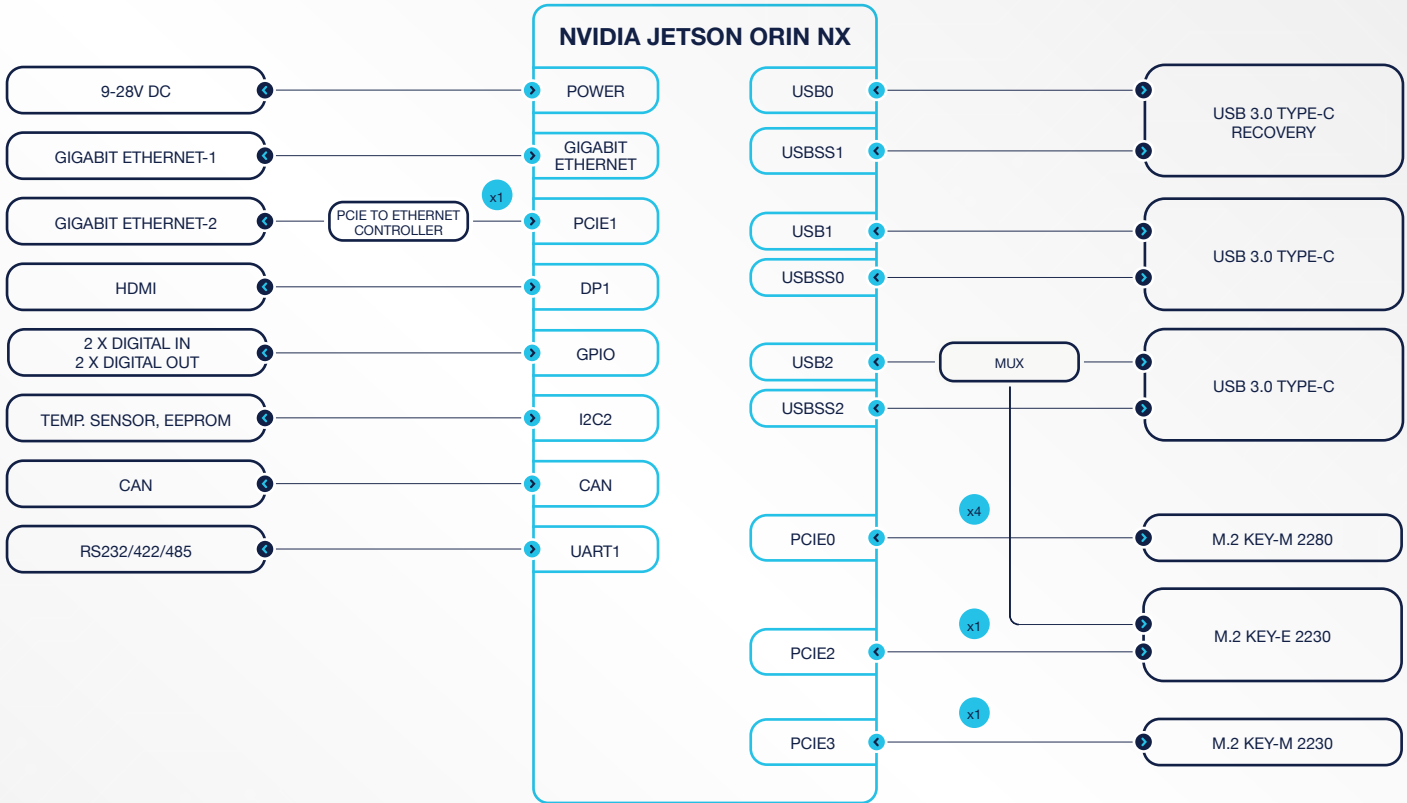 NVIDIA JETSON ORIN NX
9-28V DC
POWER
GIGABIT ETHERNET-1
GIGABIT
ETHERNET
x1
GIGABIT ETHERNET-2
PCIE TO ETHERNET
CONTROLLER
PCIE1
HDMI
DP1
2 X DIGITAL IN
2 X DIGITAL OUT
GPIO
TEMP. SENSOR, EEPROM
I2C2
CAN
CAN
RS232/422/485
UART1
USB0
USBSS1
USB 3.0 TYPE-C
RECOVERY
USB1
USBSS0
USB 3.0 TYPE-C
USB2
MUX
USBSS2
USB 3.0 TYPE-C
x4
PCIE0
M.2 KEY-M 2280
x1
PCIE2
M.2 KEY-E 2230
x1
PCIE3
M.2 KEY-M 2230